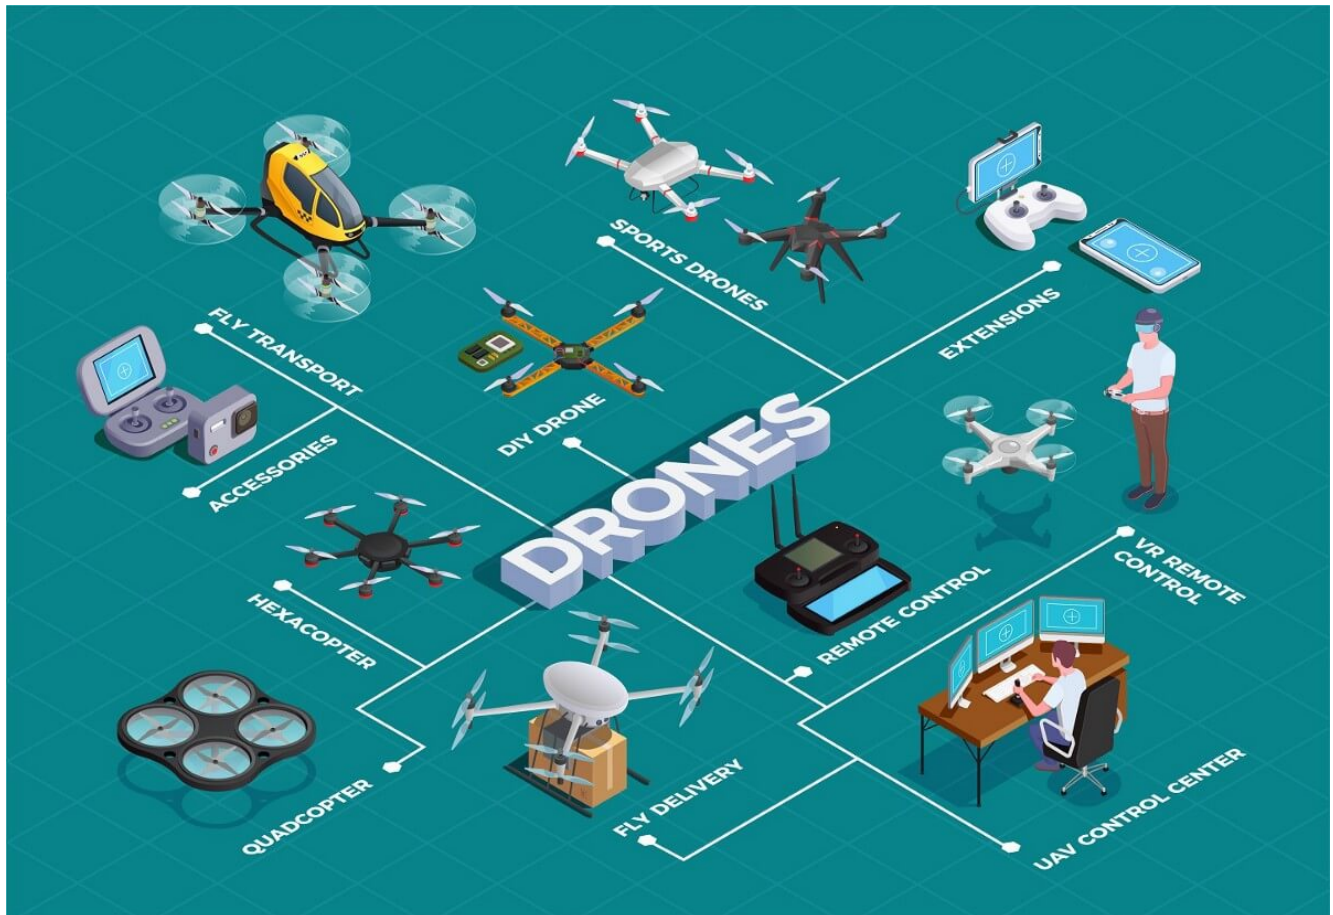 SPORTS DRONES
EXTENSIONS
FLY TRANSPORT
DIY DRONE
ACCESSORIES
DRONES
HEXACOPTER
REMOTE CONTROL
VR REMOTE
CONTROL
QUADCOPTER
FLY DELIVERY
UAV CONTROL CENTER